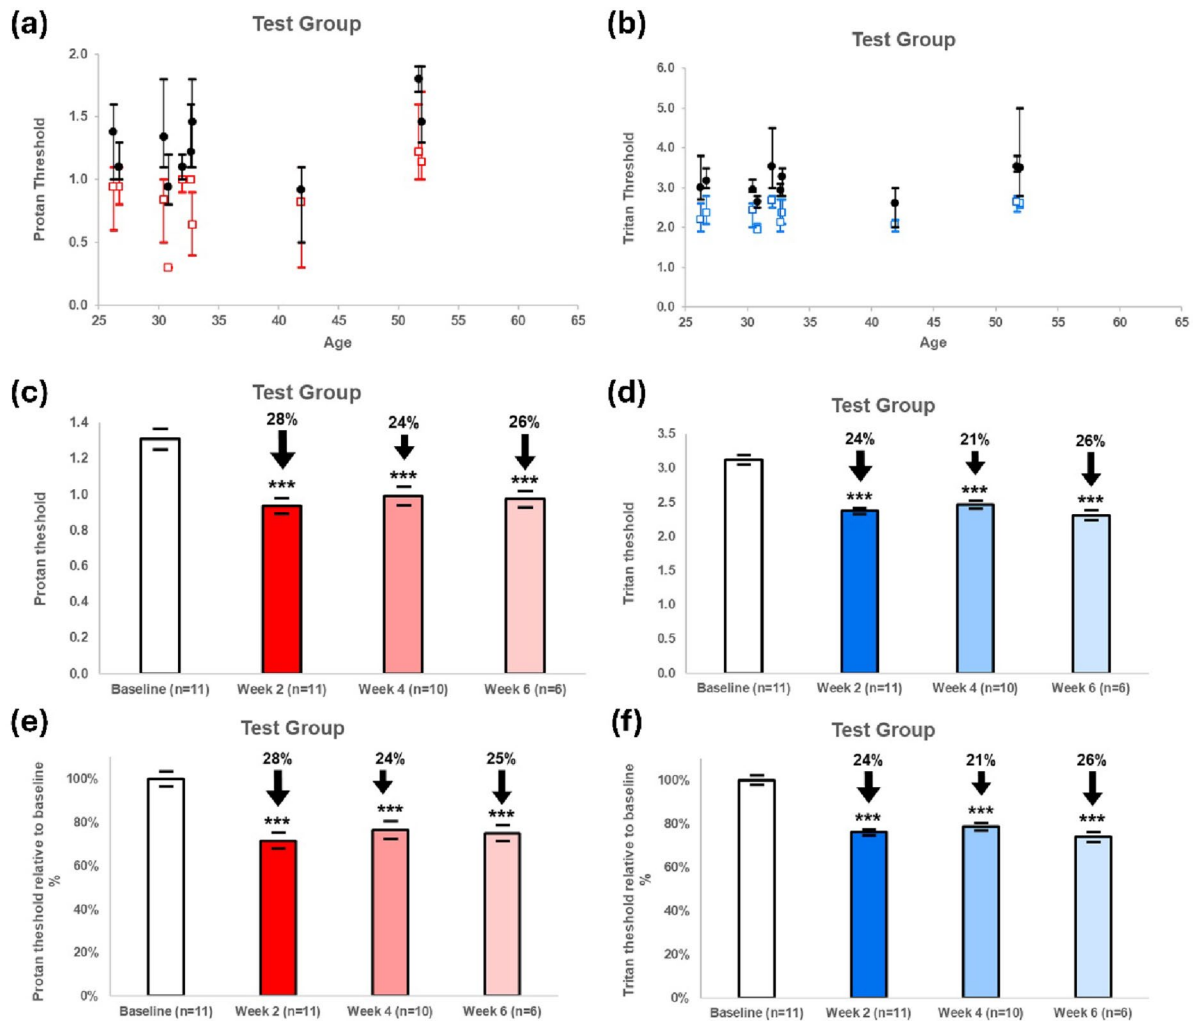 (a)
Test Group
Protan Threshold
2.0
1.5
1.0
0.5
0.0
25 30 35 40 45 50 55 60 65
Age
(b)
Test Group
Tritan Threshold
6.0
5.0
4.0
3.0
2.0
1.0
0.0
25 30 35 40 45 50 55 60 65
Age
(c)
Test Group
Protan theshold
1.4
1.2
1.0
0.8
0.6
0.4
0.2
0.0
28% 24% 26%
*** *** ***
Baseline (n=11) Week 2 (n=11) Week 4 (n=10) Week 6 (n=6)
(d)
Test Group
Tritan theshold
3.5
3.0
2.5
2.0
1.5
1.0
0.5
0.0
24% 21% 26%
*** *** ***
Baseline (n=11) Week 2 (n=11) Week 4 (n=10) Week 6 (n=6)
(e)
Test Group
Protan theshold relative to baseline
%
100%
80%
60%
40%
20%
0%
28% 24% 25%
*** *** ***
Baseline (n=11) Week 2 (n=11) Week 4 (n=10) Week 6 (n=6)
(f)
Test Group
Tritan theshold relative to baseline
%
100%
80%
60%
40%
20%
0%
24% 21% 26%
*** *** ***
Baseline (n=11) Week 2 (n=11) Week 4 (n=10) Week 6 (n=6)